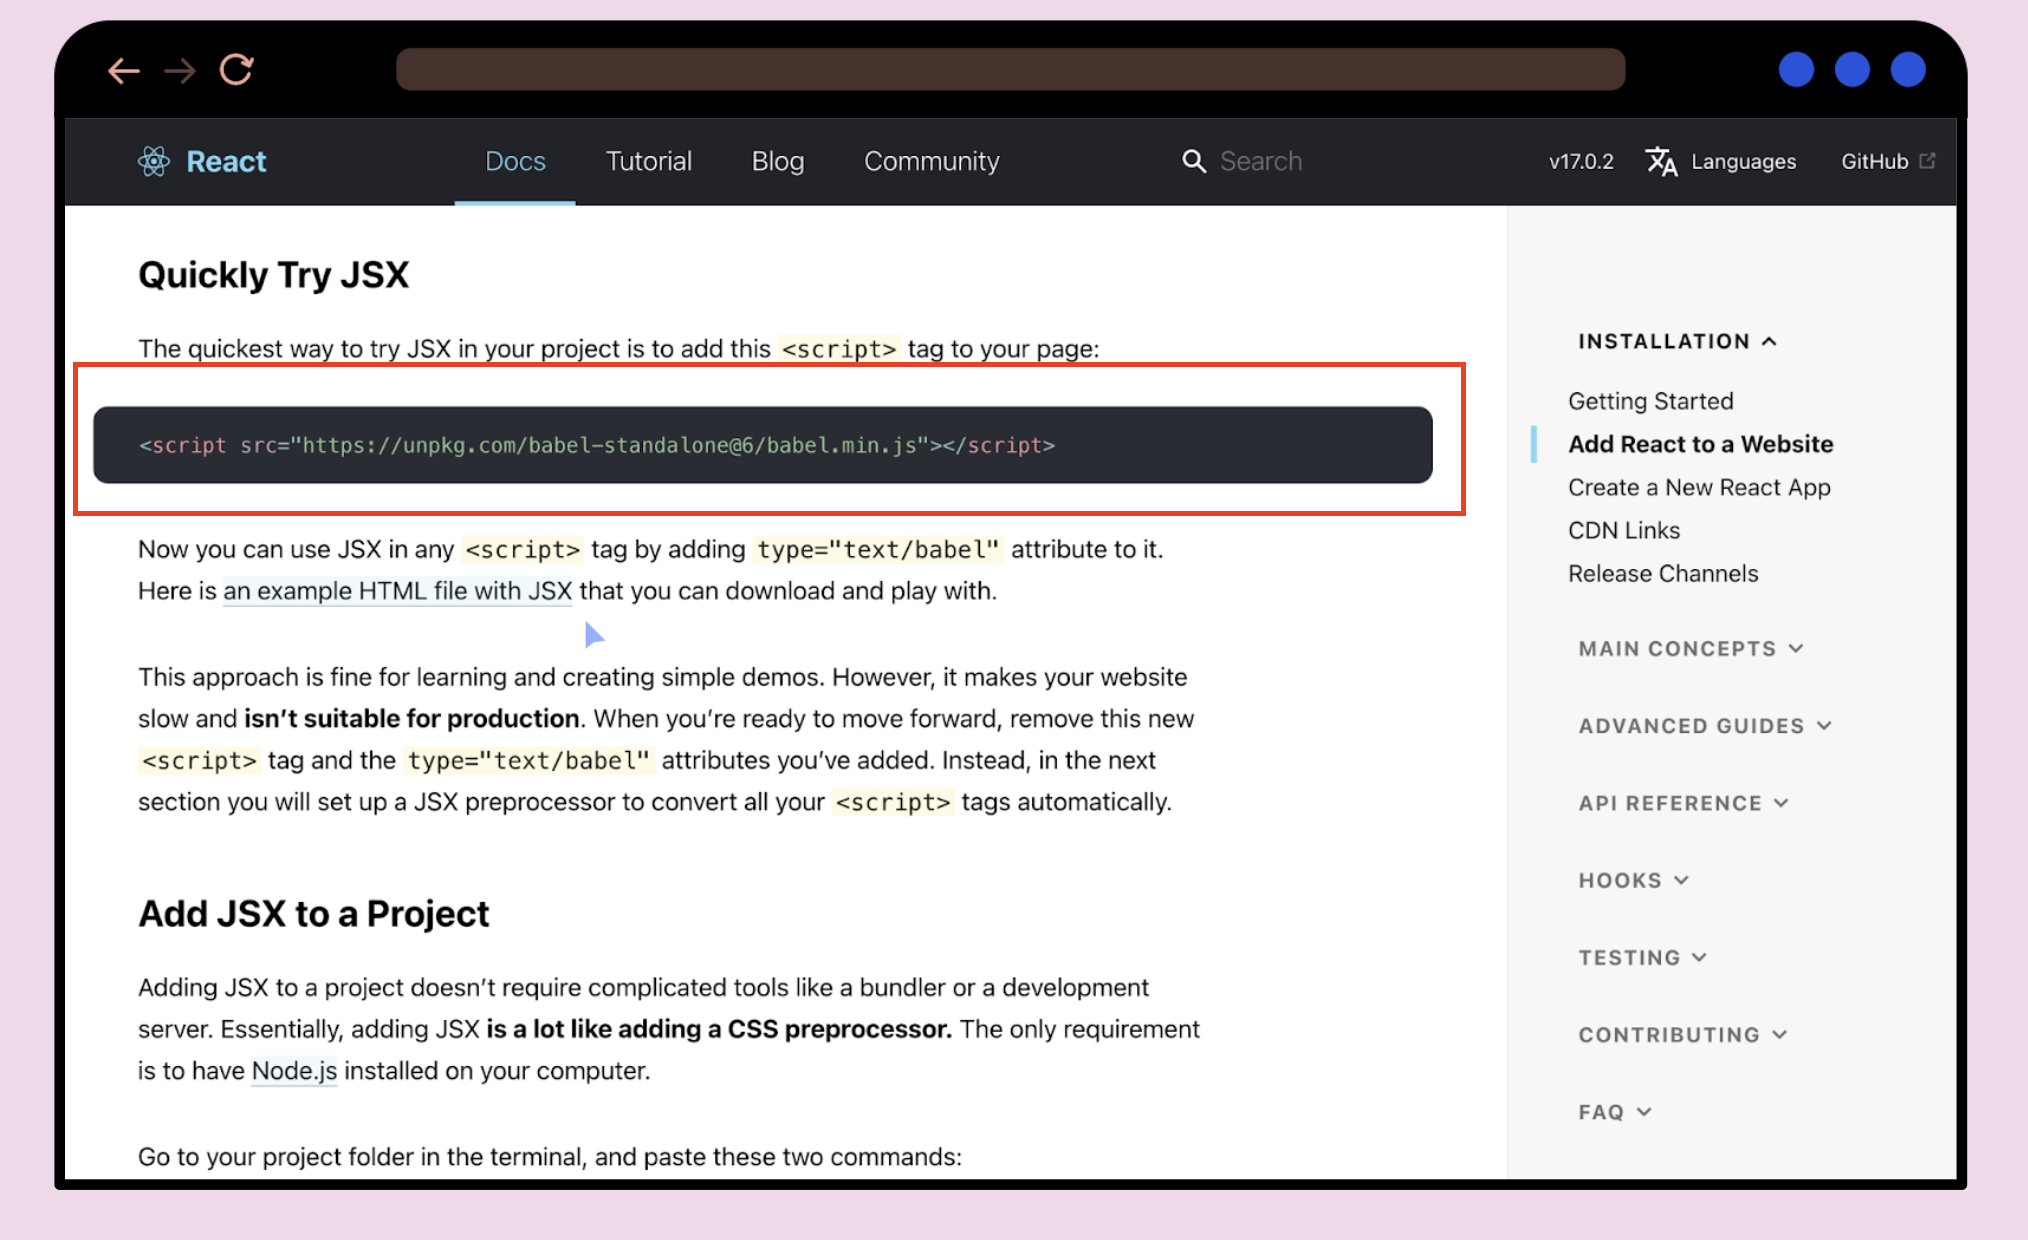 React Docs Tutorial Blog Community Search v17.0.2 Languages GitHub
Quickly Try JSX
The quickest way to try JSX in your project is to add this <script> tag to your page:
<script src="https://unpkg.com/babel-standalone@6/babel.min.js"></script>
Now you can use JSX in any <script> tag by adding type="text/babel" attribute to it.
Here is an example HTML file with JSX that you can download and play with.
This approach is fine for learning and creating simple demos. However, it makes your website
slow and isn’t suitable for production. When you’re ready to move forward, remove this new
<script> tag and the type="text/babel" attributes you’ve added. Instead, in the next
section you will set up a JSX preprocessor to convert all your <script> tags automatically.
Add JSX to a Project
Adding JSX to a project doesn’t require complicated tools like a bundler or a development
server. Essentially, adding JSX is a lot like adding a CSS preprocessor. The only requirement
is to have Node.js installed on your computer.
Go to your project folder in the terminal, and paste these two commands:
INSTALLATION
Getting Started
Add React to a Website
Create a New React App
CDN Links
Release Channels
MAIN CONCEPTS
ADVANCED GUIDES
API REFERENCE
HOOKS
TESTING
CONTRIBUTING
FAQ